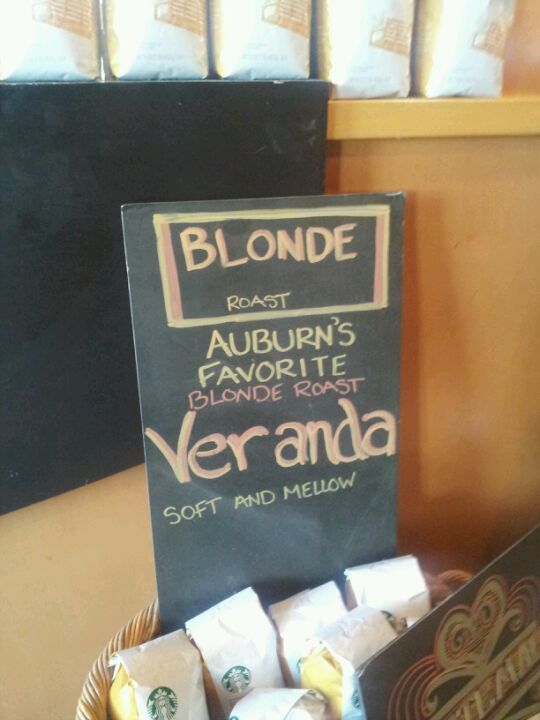 BLONDE
ROAST
AUBURN'S
FAVORITE
BLONDE ROAST
Veranda
SOFT AND MELLOW